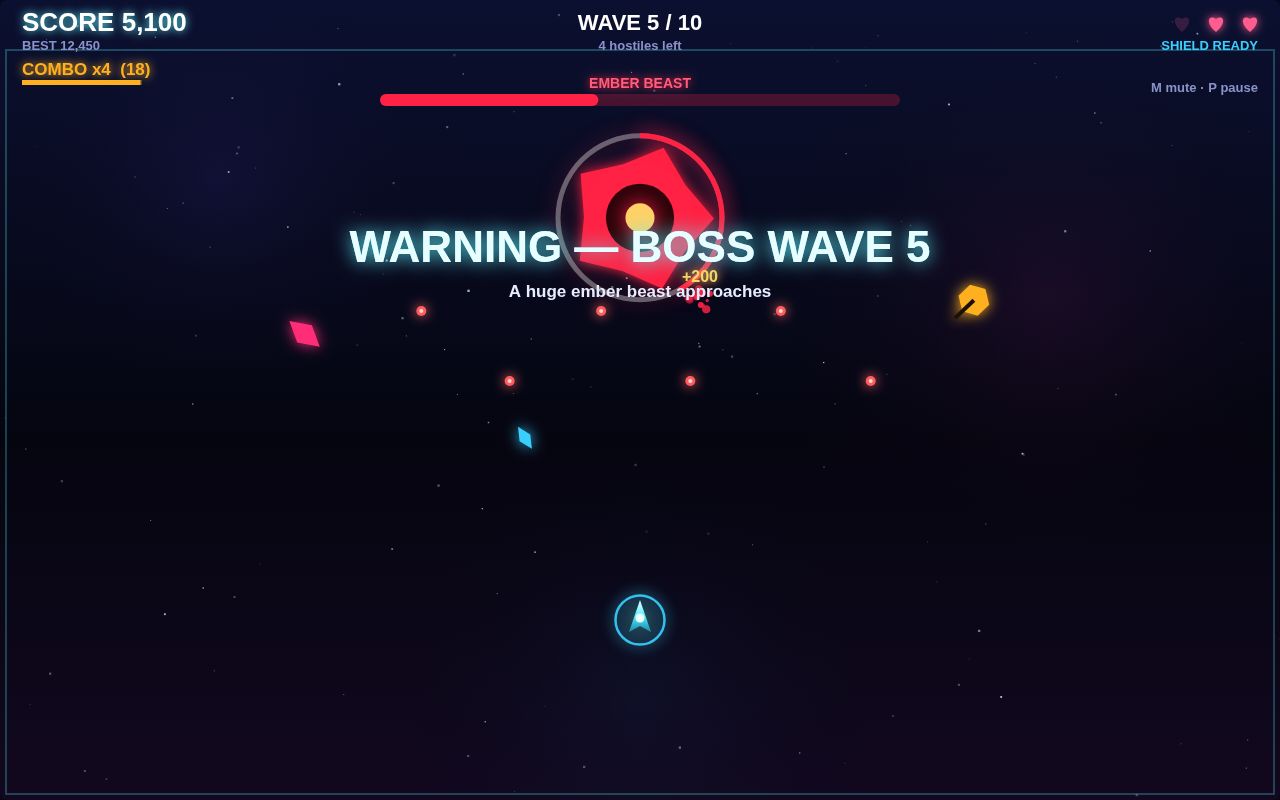 SCORE 5,100
BEST 12,450
COMBO x4 (18)
WAVE 5 / 10
4 hostiles left
SHIELD READY
M mute · P pause
EMBER BEAST
WARNING — BOSS WAVE 5
+200
A huge ember beast approaches